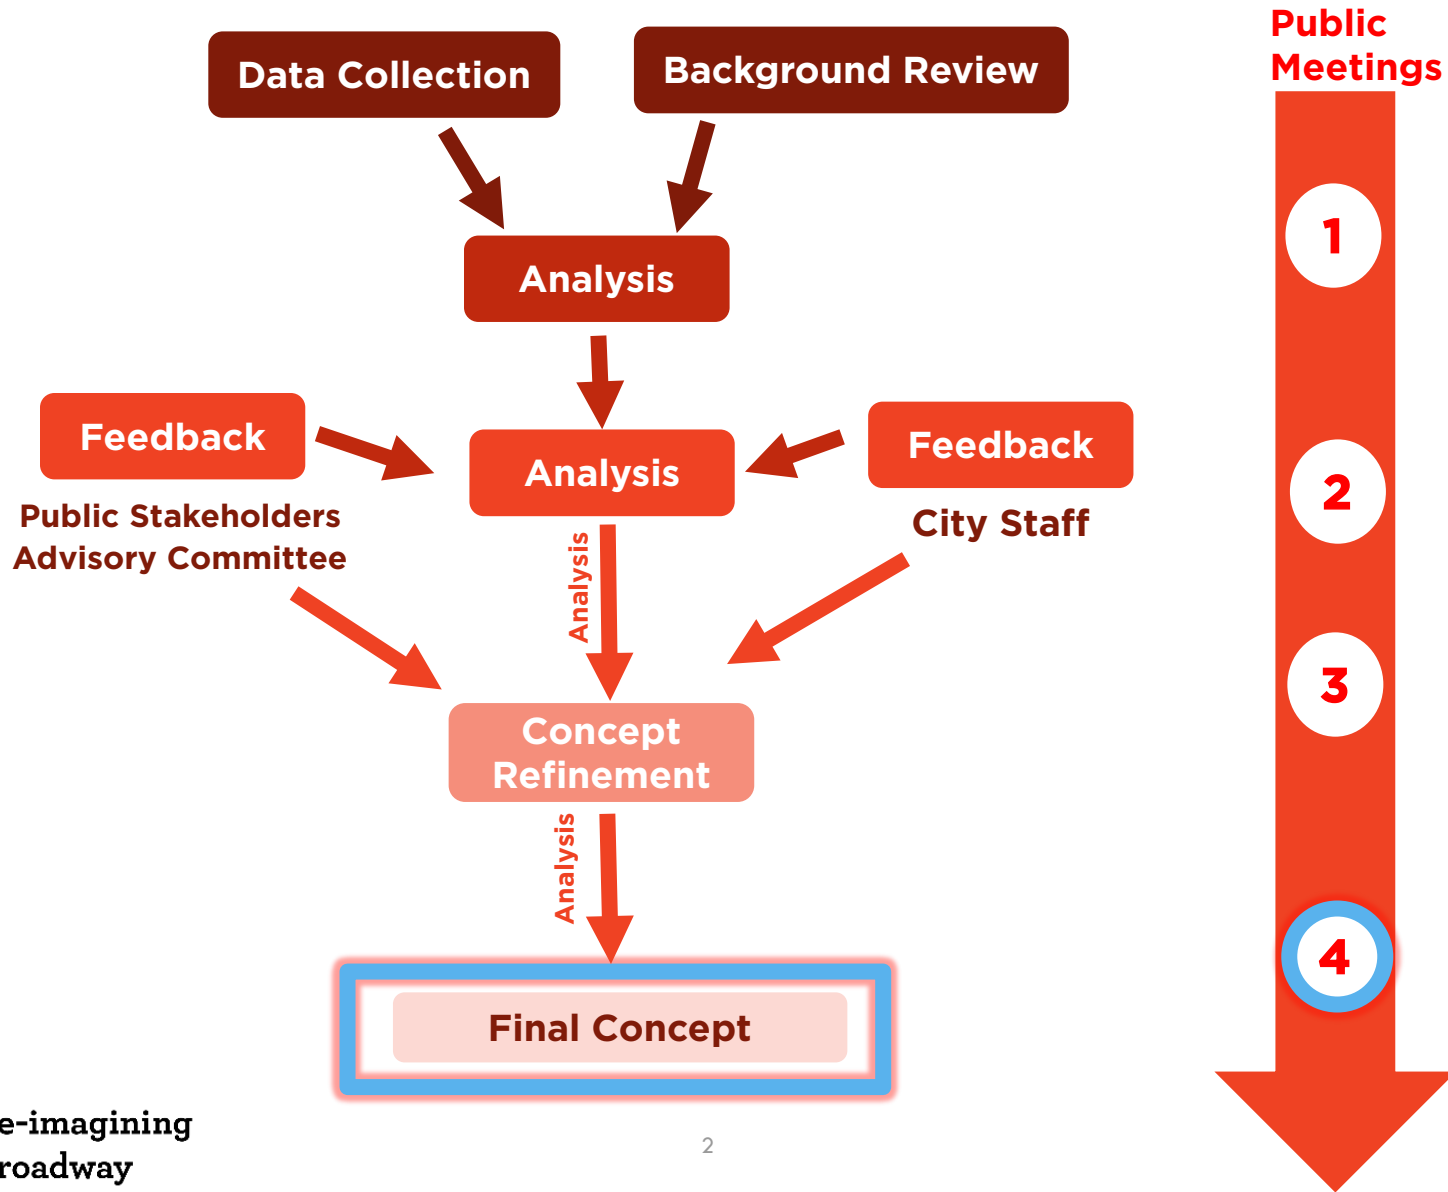 Public
Meetings
Data Collection
Background Review
1
Analysis
Feedback
Analysis
Feedback
Public Stakeholders
Advisory Committee
City Staff
2
Analysis
3
Concept
Refinement
Analysis
4
Final Concept
e-imagining
roadway
2